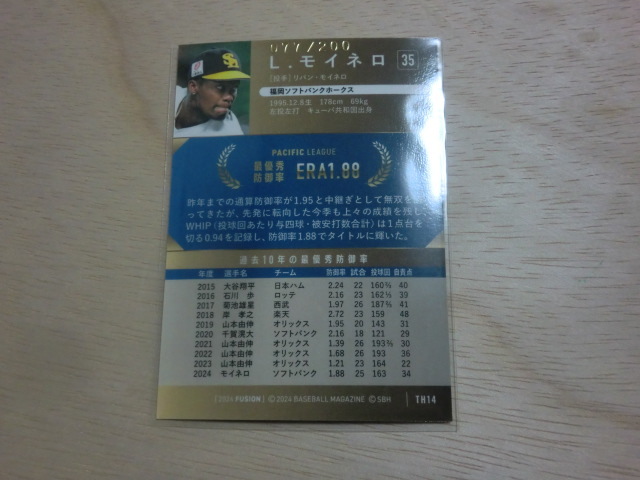 077/200
L.モイネロ 35
[投手] リバン・モイネロ
福岡ソフトバンクホークス
1995.12.8生 178cm 69kg
左投左打 キューバ共和国出身
PACIFIC LEAGUE
最優秀
防御率 ERA1.88
昨年までの通算防御率が1.95と中継ぎとして無双を誇
ってきたが、先発に転向した今季も上々の成績を残し、
WHIP(投球回あたり与四球・被安打数合計)は1点台を
切る0.94を記録し、防御率1.88でタイトルに輝いた。
過去10年の最優秀防御率
年度 選手名 チーム 防御率 試合 投球回 自責点
2015 大谷翔平 日本ハム 2.24 22 160⅔ 40
2016 石川 歩 ロッテ 2.16 23 162⅓ 39
2017 菊池雄星 西武 1.97 26 187⅔ 41
2018 岸 孝之 楽天 2.72 23 159 48
2019 山本由伸 オリックス 1.95 20 143 31
2020 千賀滉大 ソフトバンク 2.16 18 121 29
2021 山本由伸 オリックス 1.39 26 193⅔ 30
2022 山本由伸 オリックス 1.68 26 193 36
2023 山本由伸 オリックス 1.21 23 164 22
2024 モイネロ ソフトバンク 1.88 25 163 34
[2024 FUSION] ©2024 BASEBALL MAGAZINE ©SBH TH14